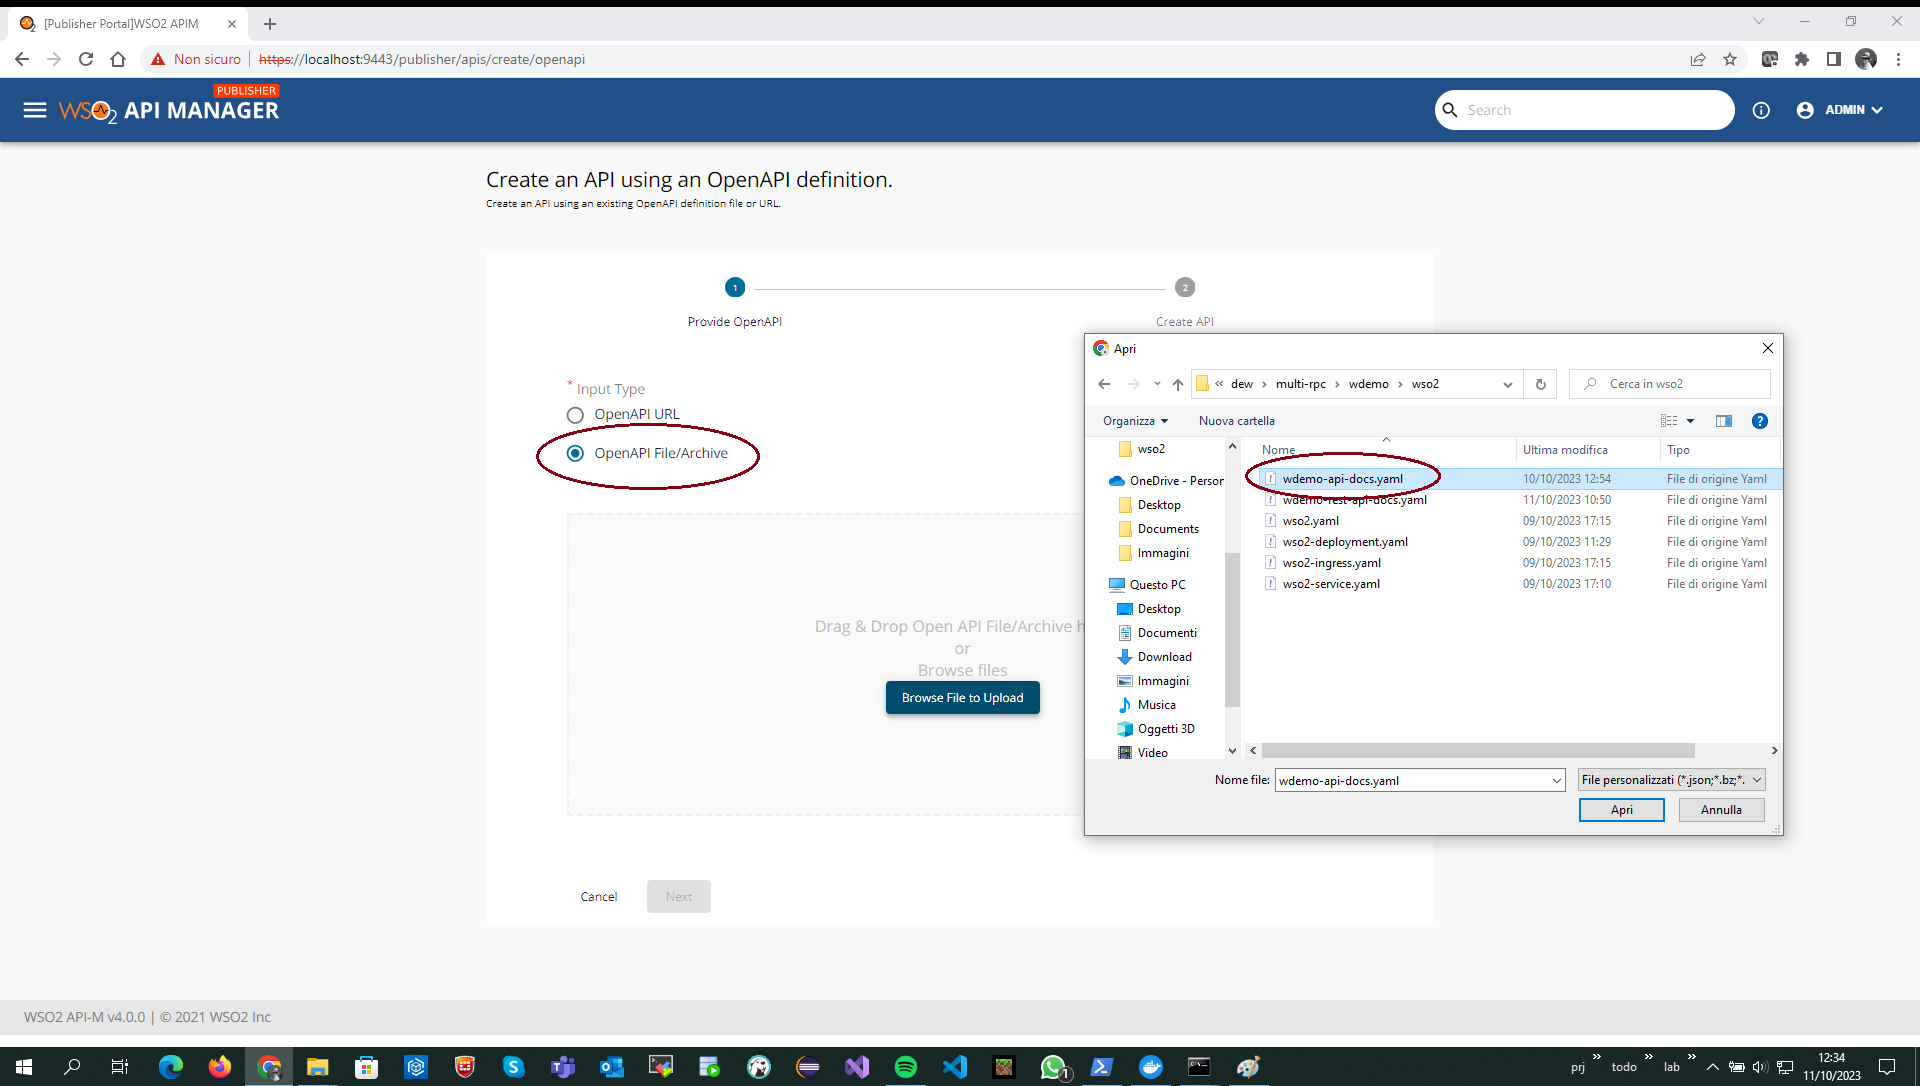 [Publisher Portal]WSO2 APIM
Non sicuro https://localhost:9443/publisher/apis/create/openapi
PUBLISHER
WSO2 API MANAGER
Search
ADMIN
Create an API using an OpenAPI definition.
Create an API using an existing OpenAPI definition file or URL.
1
2
Provide OpenAPI
Create API
* Input Type
OpenAPI URL
OpenAPI File/Archive
Drag & Drop Open API File/Archive
or
Browse files
Browse File to Upload
Cancel
Next
Apri
« dew › multi-rpc › wdemo › wso2
Cerca in wso2
Organizza
Nuova cartella
wso2
OneDrive - Person
Desktop
Documents
Immagini
Questo PC
Desktop
Documenti
Download
Immagini
Musica
Oggetti 3D
Video
Nome Ultima modifica Tipo
wdemo-api-docs.yaml 10/10/2023 12:54 File di origine Yaml
wdemo-rest-api-docs.yaml 11/10/2023 10:50 File di origine Yaml
wso2.yaml 09/10/2023 17:15 File di origine Yaml
wso2-deployment.yaml 09/10/2023 11:29 File di origine Yaml
wso2-ingress.yaml 09/10/2023 17:15 File di origine Yaml
wso2-service.yaml 09/10/2023 17:10 File di origine Yaml
Nome file: wdemo-api-docs.yaml
File personalizzati (*.json;*.bz;*.
Apri
Annulla
WSO2 API-M v4.0.0 | © 2021 WSO2 Inc
1
prj » todo » lab »
12:34
11/10/2023